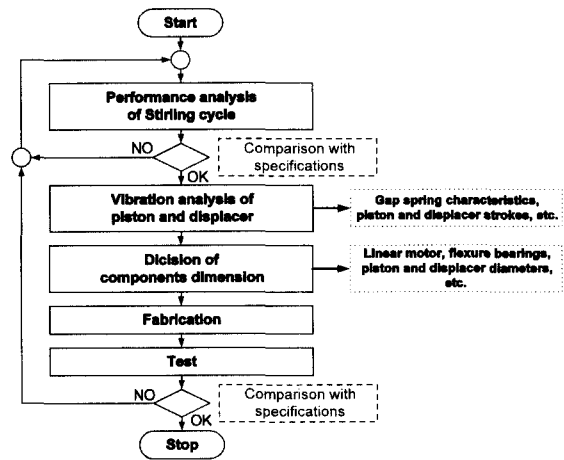 Start
Performance analysis
of Stirling cycle
NO
Comparison with
specifications
OK
Vibration analysis of
piston and displacer
Gap spring characteristics,
piston and displacer strokes, etc.
Dicision of
components dimension
Linear motor, flexure bearings,
piston and displacer diameters,
etc.
Fabrication
Test
NO
Comparison with
specifications
OK
Stop